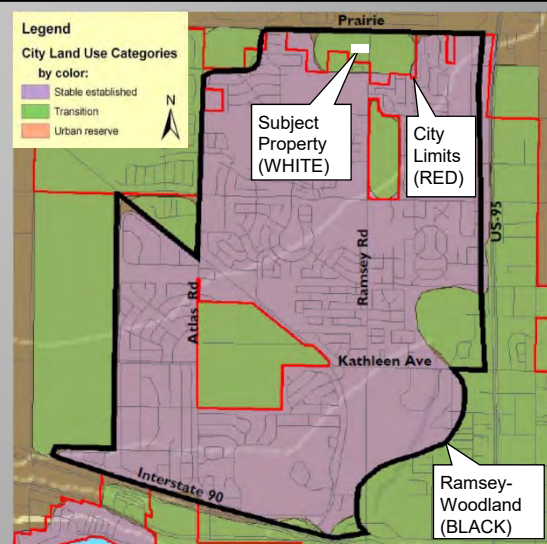 Prairie
Legend
City Land Use Categories
by color:
Stable established
Transition
Urban reserve
N
Subject
Property
(WHITE)
City
Limits
(RED)
US-95
Ramsey Rd
Atlas Rd
Kathleen Ave
Interstate 90
Ramsey-
Woodland
(BLACK)